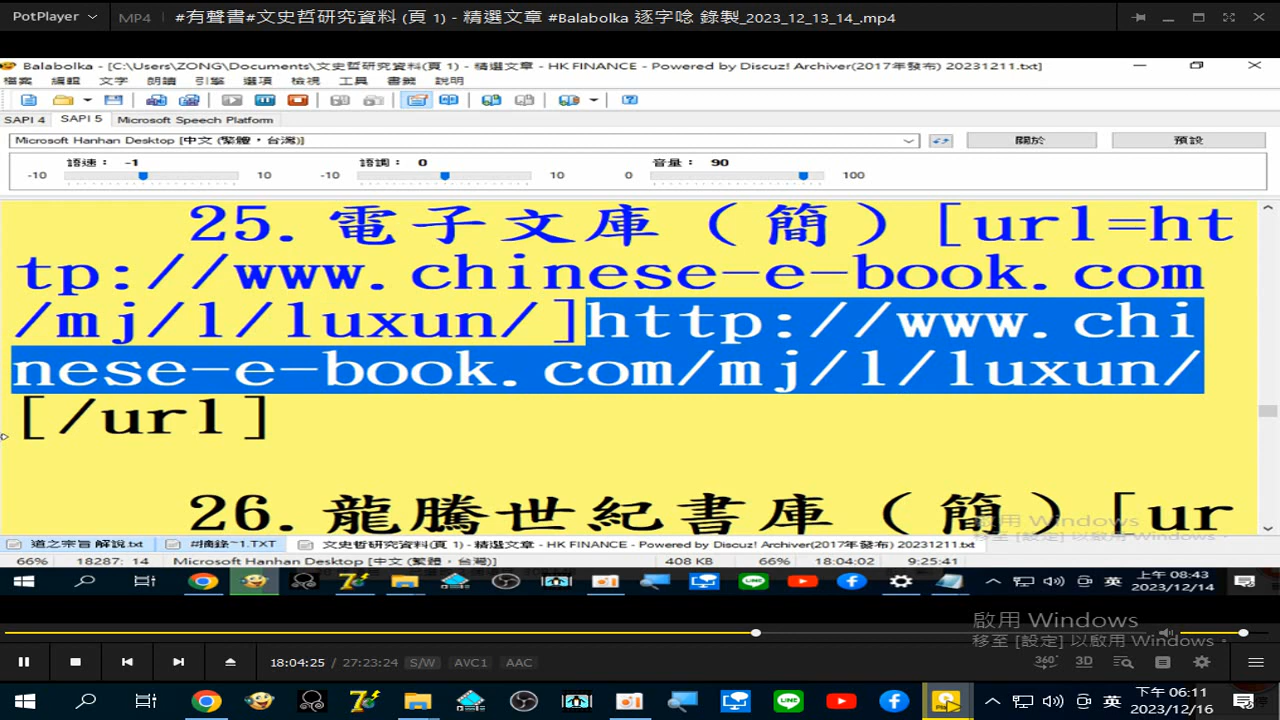 PotPlayer MP4 #有聲書#文史哲研究資料 (頁 1) - 精選文章 #Balabolka 逐字唸 錄製_2023_12_13_14_.mp4
Balabolka - [C:\Users\ZONG\Documents\文史哲研究資料(頁 1) - 精選文章 - HK FINANCE - Powered by Discuz! Archiver(2017年發布) 20231211.txt]
檔案 編輯 文字 朗讀 引擎 選項 檢視 工具 書籤 說明
SAPI 4 SAPI 5 Microsoft Speech Platform
Microsoft Hanhan Desktop [中文 (繁體，台灣)]
關於 預設
語速： -1 語調： 0 音量： 90
-10 10 -10 10 0 100
25.電子文庫（簡）[url=ht
tp://www.chinese-e-book.com
/mj/l/luxun/]http://www.chi
nese-e-book.com/mj/l/luxun/
[/url]
26.龍騰世紀書庫（簡）[ur
啟用 Windows
移至 [設定] 以啟用 Windows。
道之宗旨 解說.txt #摘錄~1.TXT 文史哲研究資料(頁 1) - 精選文章 - HK FINANCE - Powered by Discuz! Archiver(2017年發布) 20231211.txt
66% 18287: 14 Microsoft Hanhan Desktop [中文 (繁體，台灣)] 408 KB 66% 18:04:02 9:25:41
英 上午 08:43
2023/12/14
啟用 Windows
移至 [設定] 以啟用 Windows。
18:04:25 / 27:23:24 S/W AVC1 AAC
360° 3D
英 下午 06:11
2023/12/16